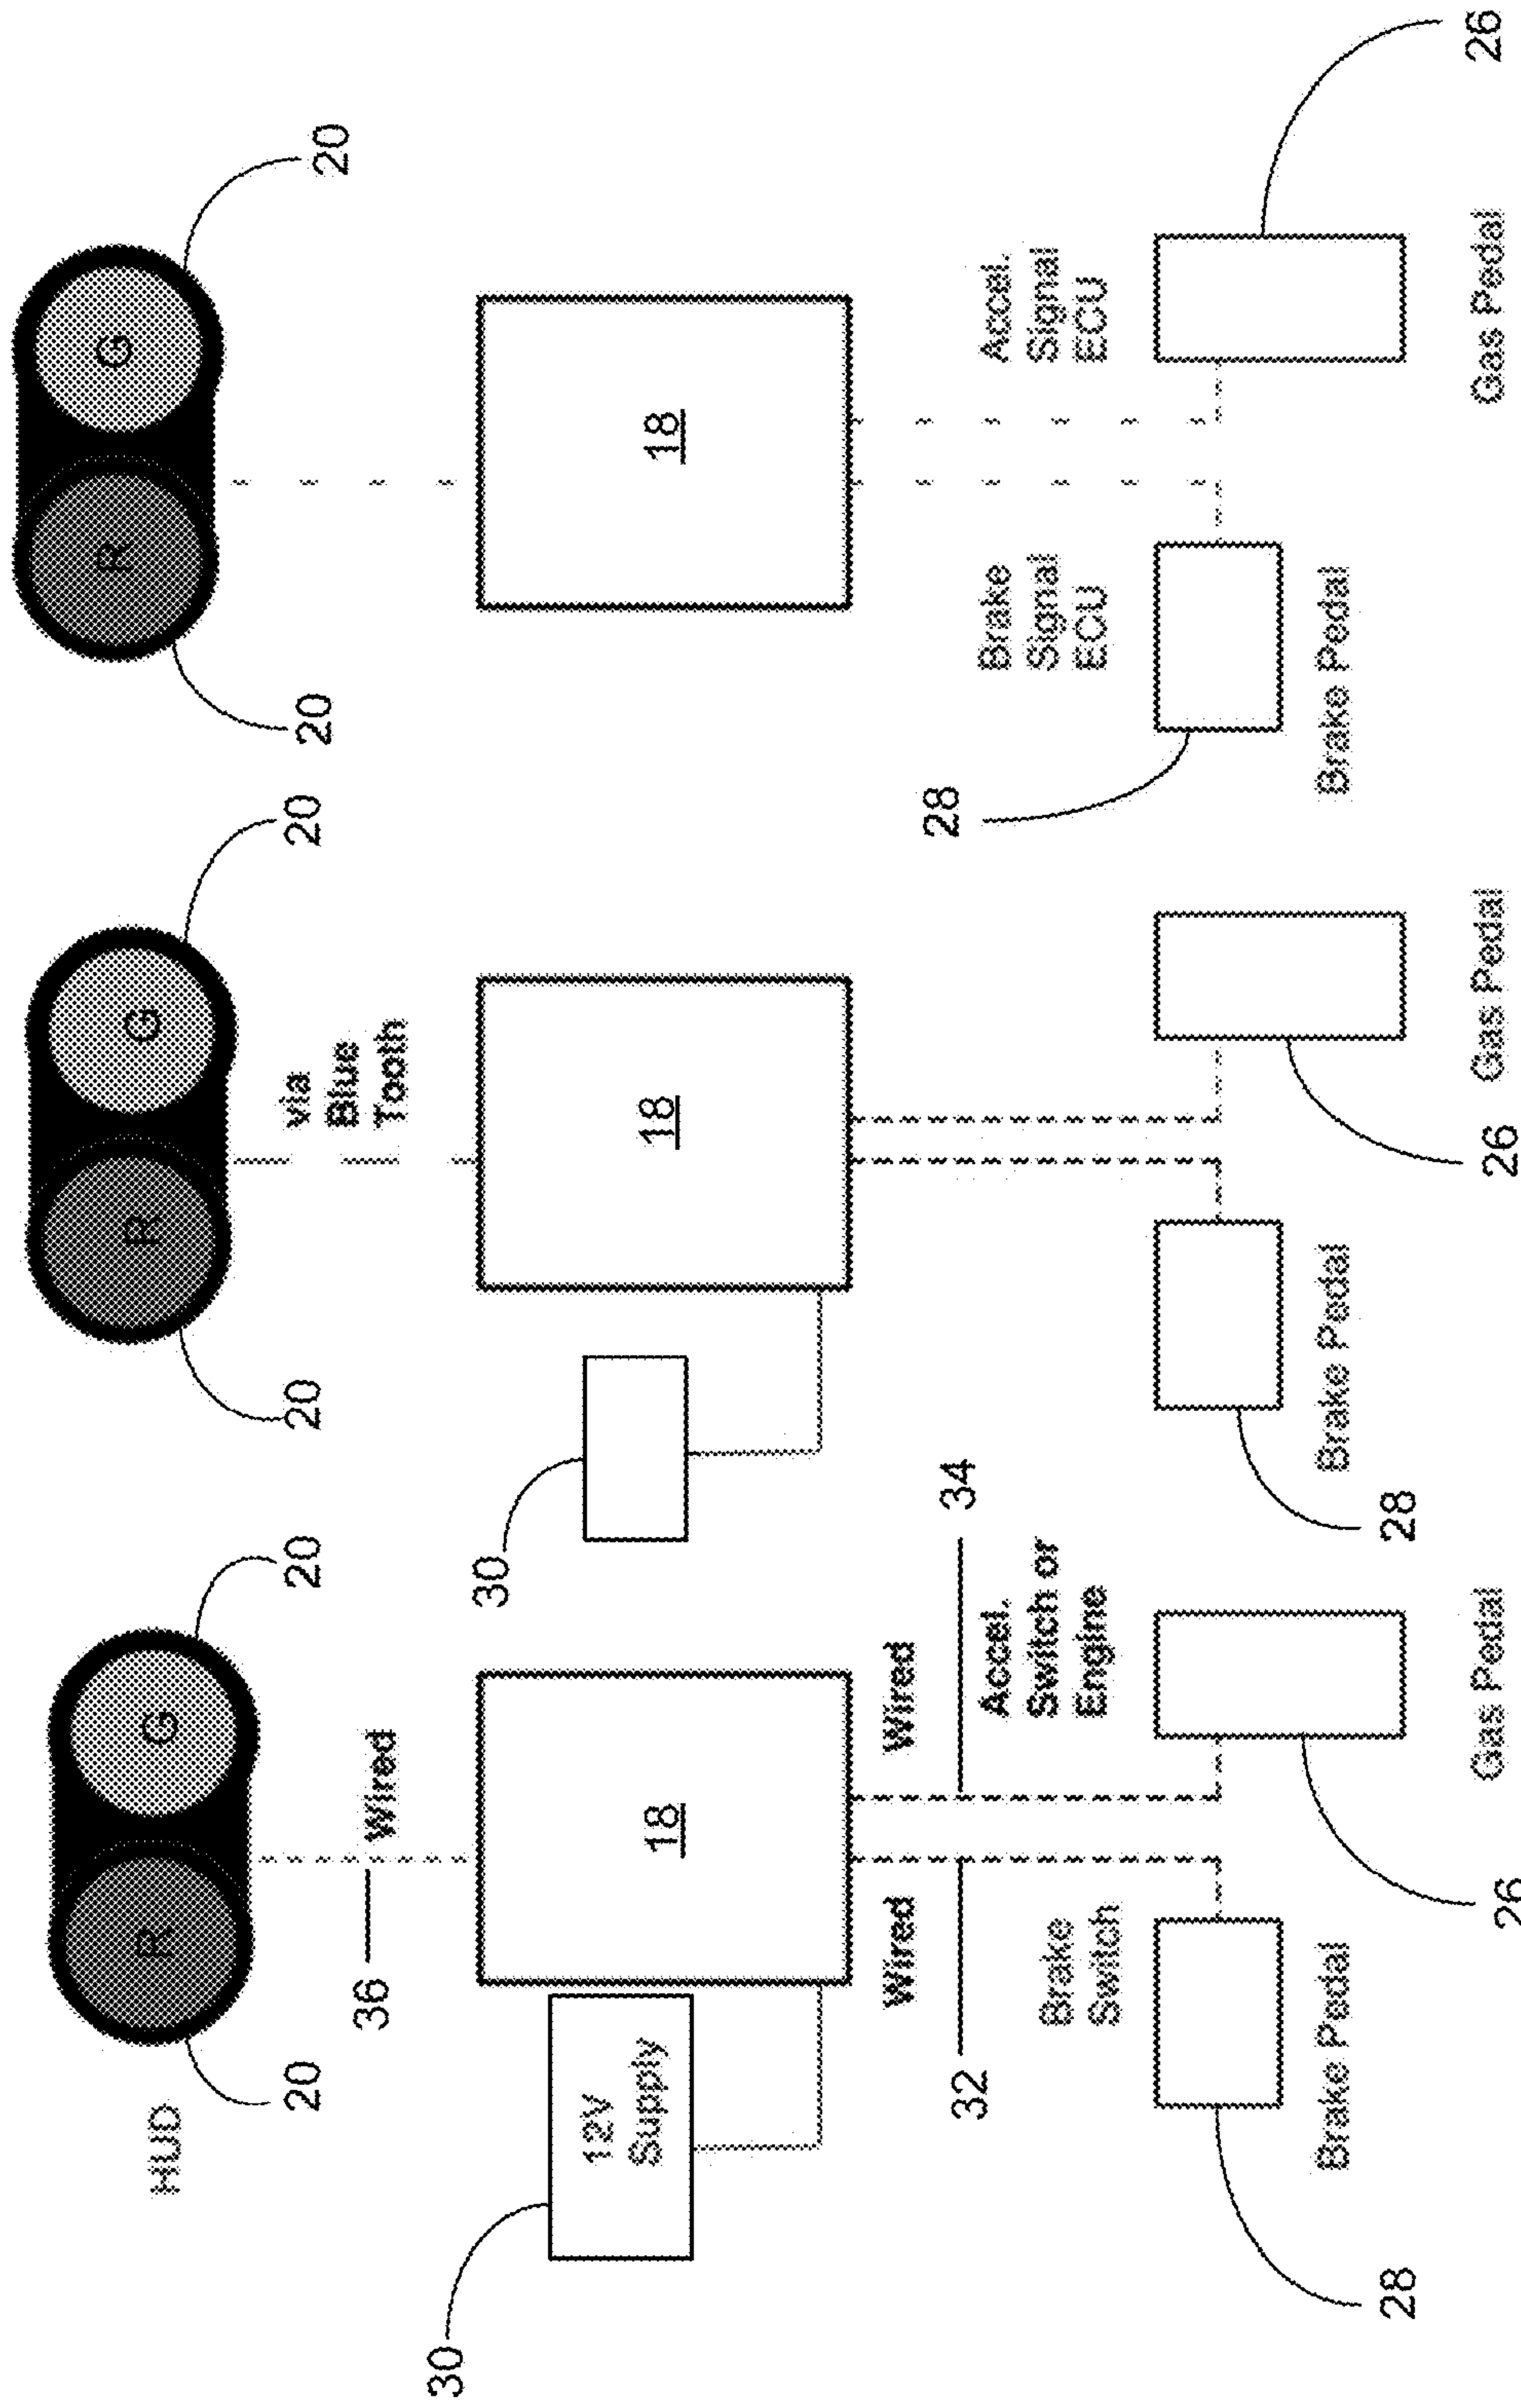 HUD
R
G
20
20
36
Wired
30
12V
Supply
18
Wired
Wired
32
34
Brake
Switch
Accel.
Switch or
Engine
28
26
Brake Pedal
Gas Pedal
R
G
20
20
via
Blue
Tooth
30
18
28
26
Brake Pedal
Gas Pedal
R
G
20
20
18
28
Brake
Signal
ECU
Accel.
Signal
ECU
26
Brake Pedal
Gas Pedal